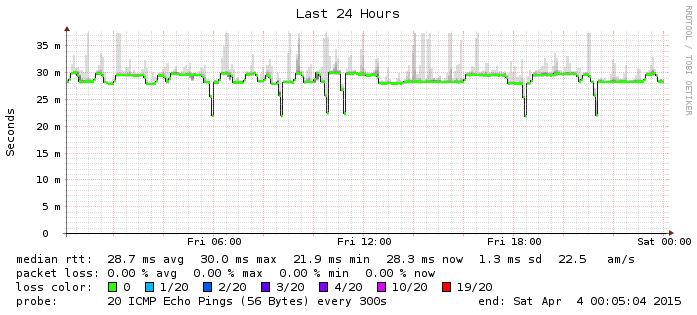 Last 24 Hours
RRDTOOL / TOBI OETIKER
Seconds
35 m
30 m
25 m
20 m
15 m
10 m
5 m
0
Fri 06:00 Fri 12:00 Fri 18:00 Sat 00:00
median rtt: 28.7 ms avg 30.0 ms max 21.9 ms min 28.3 ms now 1.3 ms sd 22.5 am/s
packet loss: 0.00 % avg 0.00 % max 0.00 % min 0.00 % now
loss color: 0 1/20 2/20 3/20 4/20 10/20 19/20
probe: 20 ICMP Echo Pings (56 Bytes) every 300s end: Sat Apr 4 00:05:04 2015